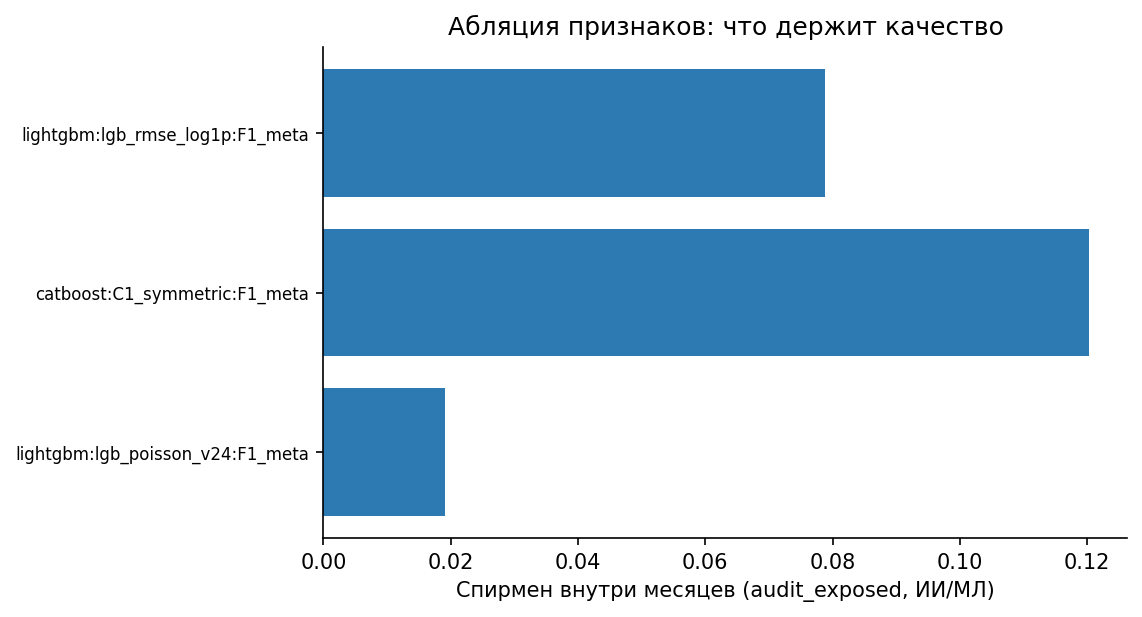 Абляция признаков: что держит качество
lightgbm:lgb_rmse_log1p:F1_meta
catboost:C1_symmetric:F1_meta
lightgbm:lgb_poisson_v24:F1_meta
0.00 0.02 0.04 0.06 0.08 0.10 0.12
Спирмен внутри месяцев (audit_exposed, ИИ/МЛ)